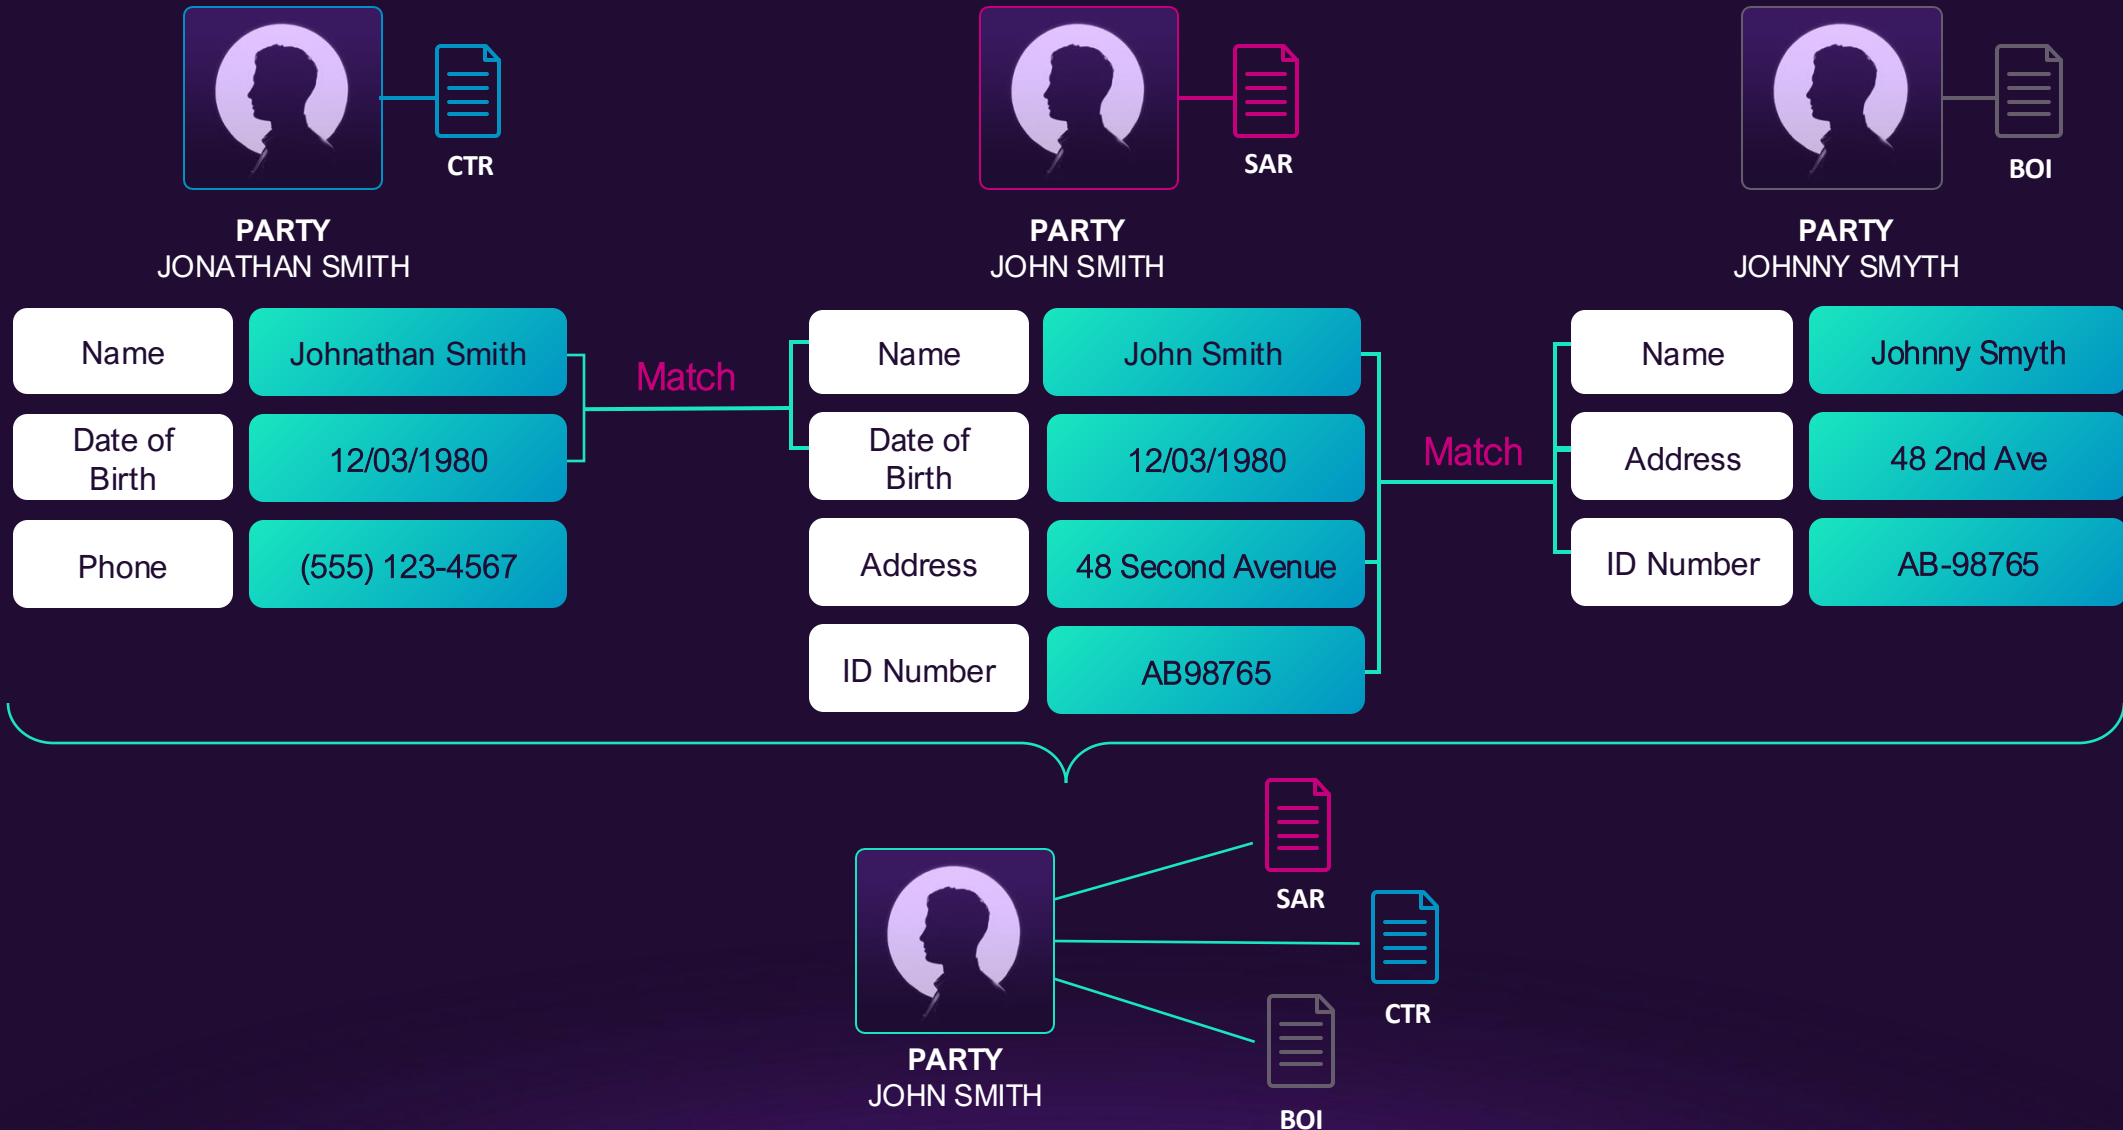 CTR
SAR
BOI
PARTY
JONATHAN SMITH
PARTY
JOHN SMITH
PARTY
JOHNNY SMYTH
Name
Johnathan Smith
Date of
Birth
12/03/1980
Phone
(555) 123-4567
Match
Name
John Smith
Date of
Birth
12/03/1980
Address
48 Second Avenue
ID Number
AB98765
Match
Name
Johnny Smyth
Address
48 2nd Ave
ID Number
AB-98765
SAR
CTR
BOI
PARTY
JOHN SMITH